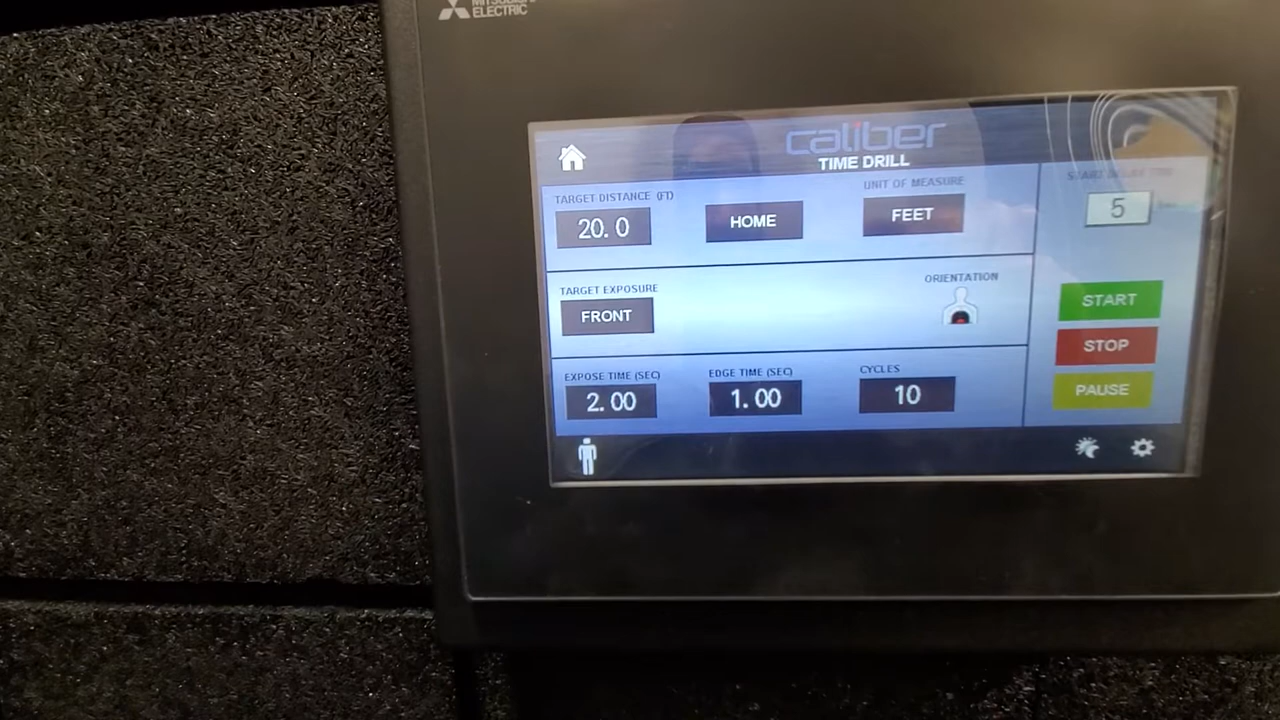 MITSUBISHI
ELECTRIC
caliber
TIME DRILL
TARGET DISTANCE (FT)
20.0
HOME
UNIT OF MEASURE
FEET
START
5
TARGET EXPOSURE
FRONT
ORIENTATION
START
STOP
PAUSE
EXPOSE TIME (SEC)
2.00
EDGE TIME (SEC)
1.00
CYCLES
10